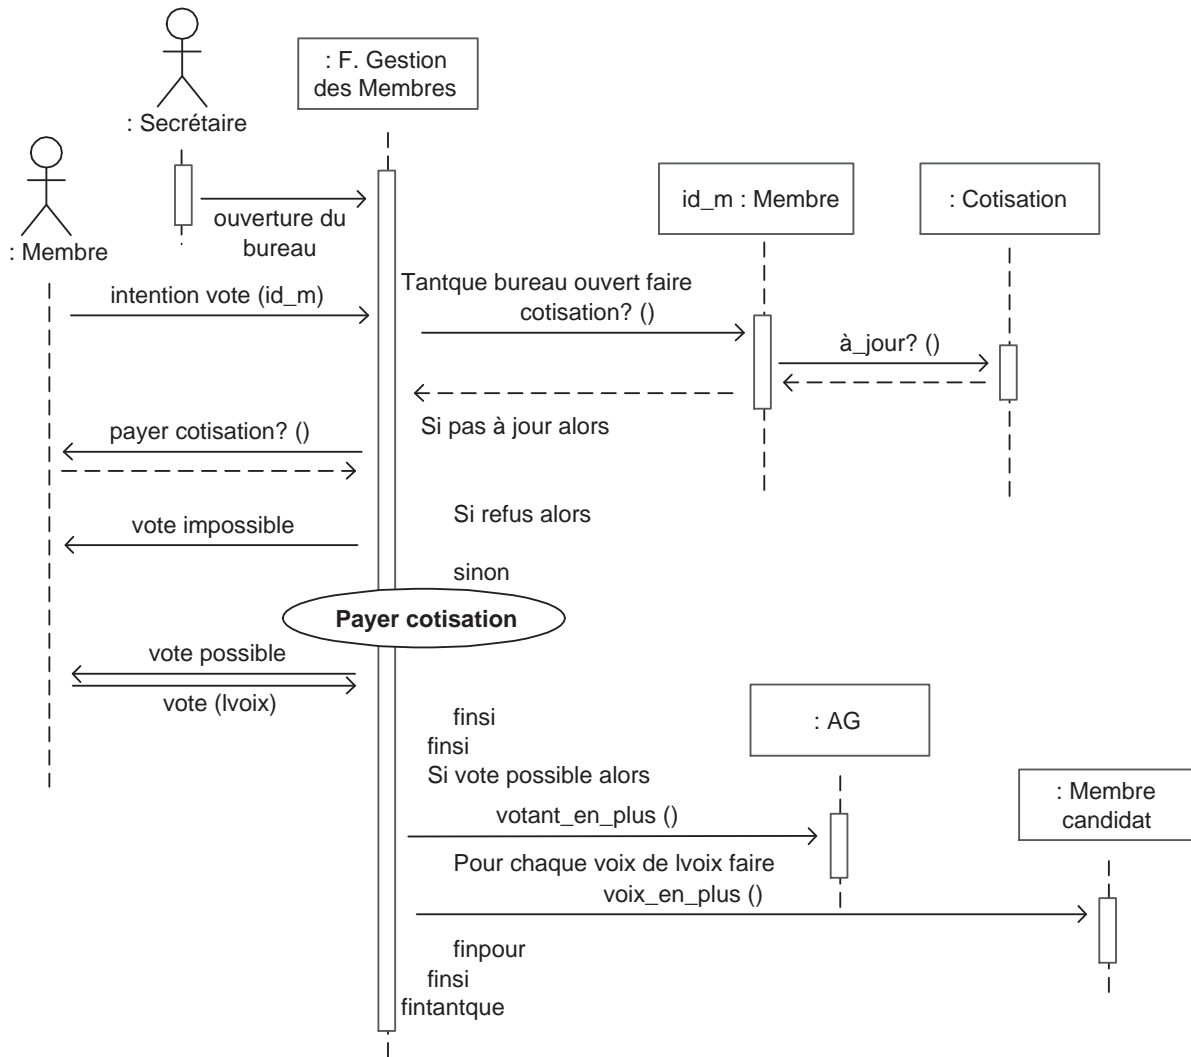 : F. Gestion
des Membres
: Secrétaire
id_m : Membre
: Cotisation
ouverture du
bureau
: Membre
Tantque bureau ouvert faire
intention vote (id_m)
cotisation? ()
à_jour? ()
Si pas à jour alors
payer cotisation? ()
Si refus alors
vote impossible
sinon
Payer cotisation
vote possible
vote (lvoix)
finsi
: AG
finsi
Si vote possible alors
: Membre
candidat
votant_en_plus ()
Pour chaque voix de lvoix faire
voix_en_plus ()
finpour
finsi
fintantque